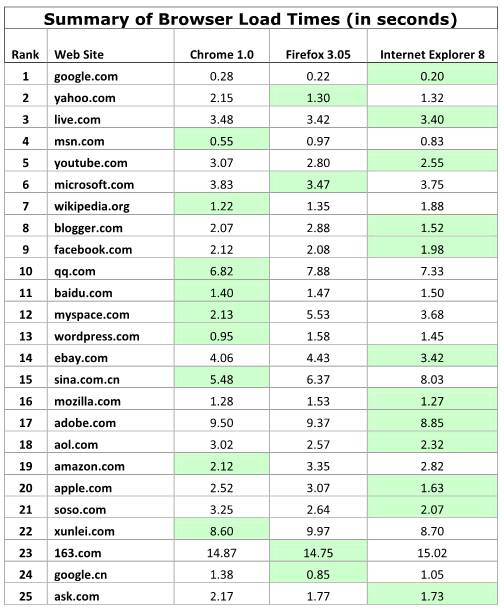 Summary of Browser Load Times (in seconds)
Rank Web Site Chrome 1.0 Firefox 3.05 Internet Explorer 8
1 google.com 0.28 0.22 0.20
2 yahoo.com 2.15 1.30 1.32
3 live.com 3.48 3.42 3.40
4 msn.com 0.55 0.97 0.83
5 youtube.com 3.07 2.80 2.55
6 microsoft.com 3.83 3.47 3.75
7 wikipedia.org 1.22 1.35 1.88
8 blogger.com 2.07 2.88 1.52
9 facebook.com 2.12 2.08 1.98
10 qq.com 6.82 7.88 7.33
11 baidu.com 1.40 1.47 1.50
12 myspace.com 2.13 5.53 3.68
13 wordpress.com 0.95 1.58 1.45
14 ebay.com 4.06 4.43 3.42
15 sina.com.cn 5.48 6.37 8.03
16 mozilla.com 1.28 1.53 1.27
17 adobe.com 9.50 9.37 8.85
18 aol.com 3.02 2.57 2.32
19 amazon.com 2.12 3.35 2.82
20 apple.com 2.52 3.07 1.63
21 soso.com 3.25 2.64 2.07
22 xunlei.com 8.60 9.97 8.70
23 163.com 14.87 14.75 15.02
24 google.cn 1.38 0.85 1.05
25 ask.com 2.17 1.77 1.73